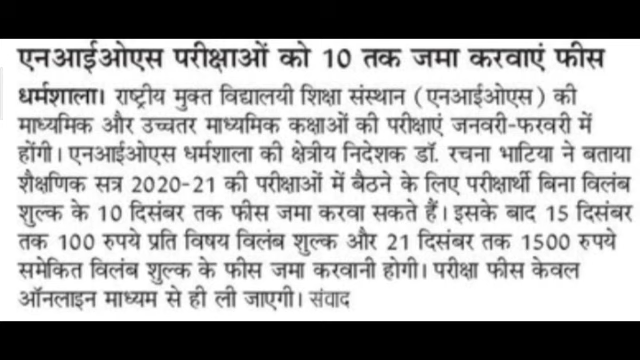 एनआईओएस परीक्षाओं को 10 तक जमा करवाएं फीस
धर्मशाला। राष्ट्रीय मुक्त विद्यालयी शिक्षा संस्थान (एनआईओएस) की
माध्यमिक और उच्चतर माध्यमिक कक्षाओं की परीक्षाएं जनवरी-फरवरी में
होंगी। एनआईओएस धर्मशाला की क्षेत्रीय निदेशक डॉ. रचना भाटिया ने बताया
शैक्षणिक सत्र 2020-21 की परीक्षाओं में बैठने के लिए परीक्षार्थी बिना विलंब
शुल्क के 10 दिसंबर तक फीस जमा करवा सकते हैं। इसके बाद 15 दिसंबर
तक 100 रुपये प्रति विषय विलंब शुल्क और 21 दिसंबर तक 1500 रुपये
समेकित विलंब शुल्क के फीस जमा करवानी होगी। परीक्षा फीस केवल
ऑनलाइन माध्यम से ही ली जाएगी। संवाद